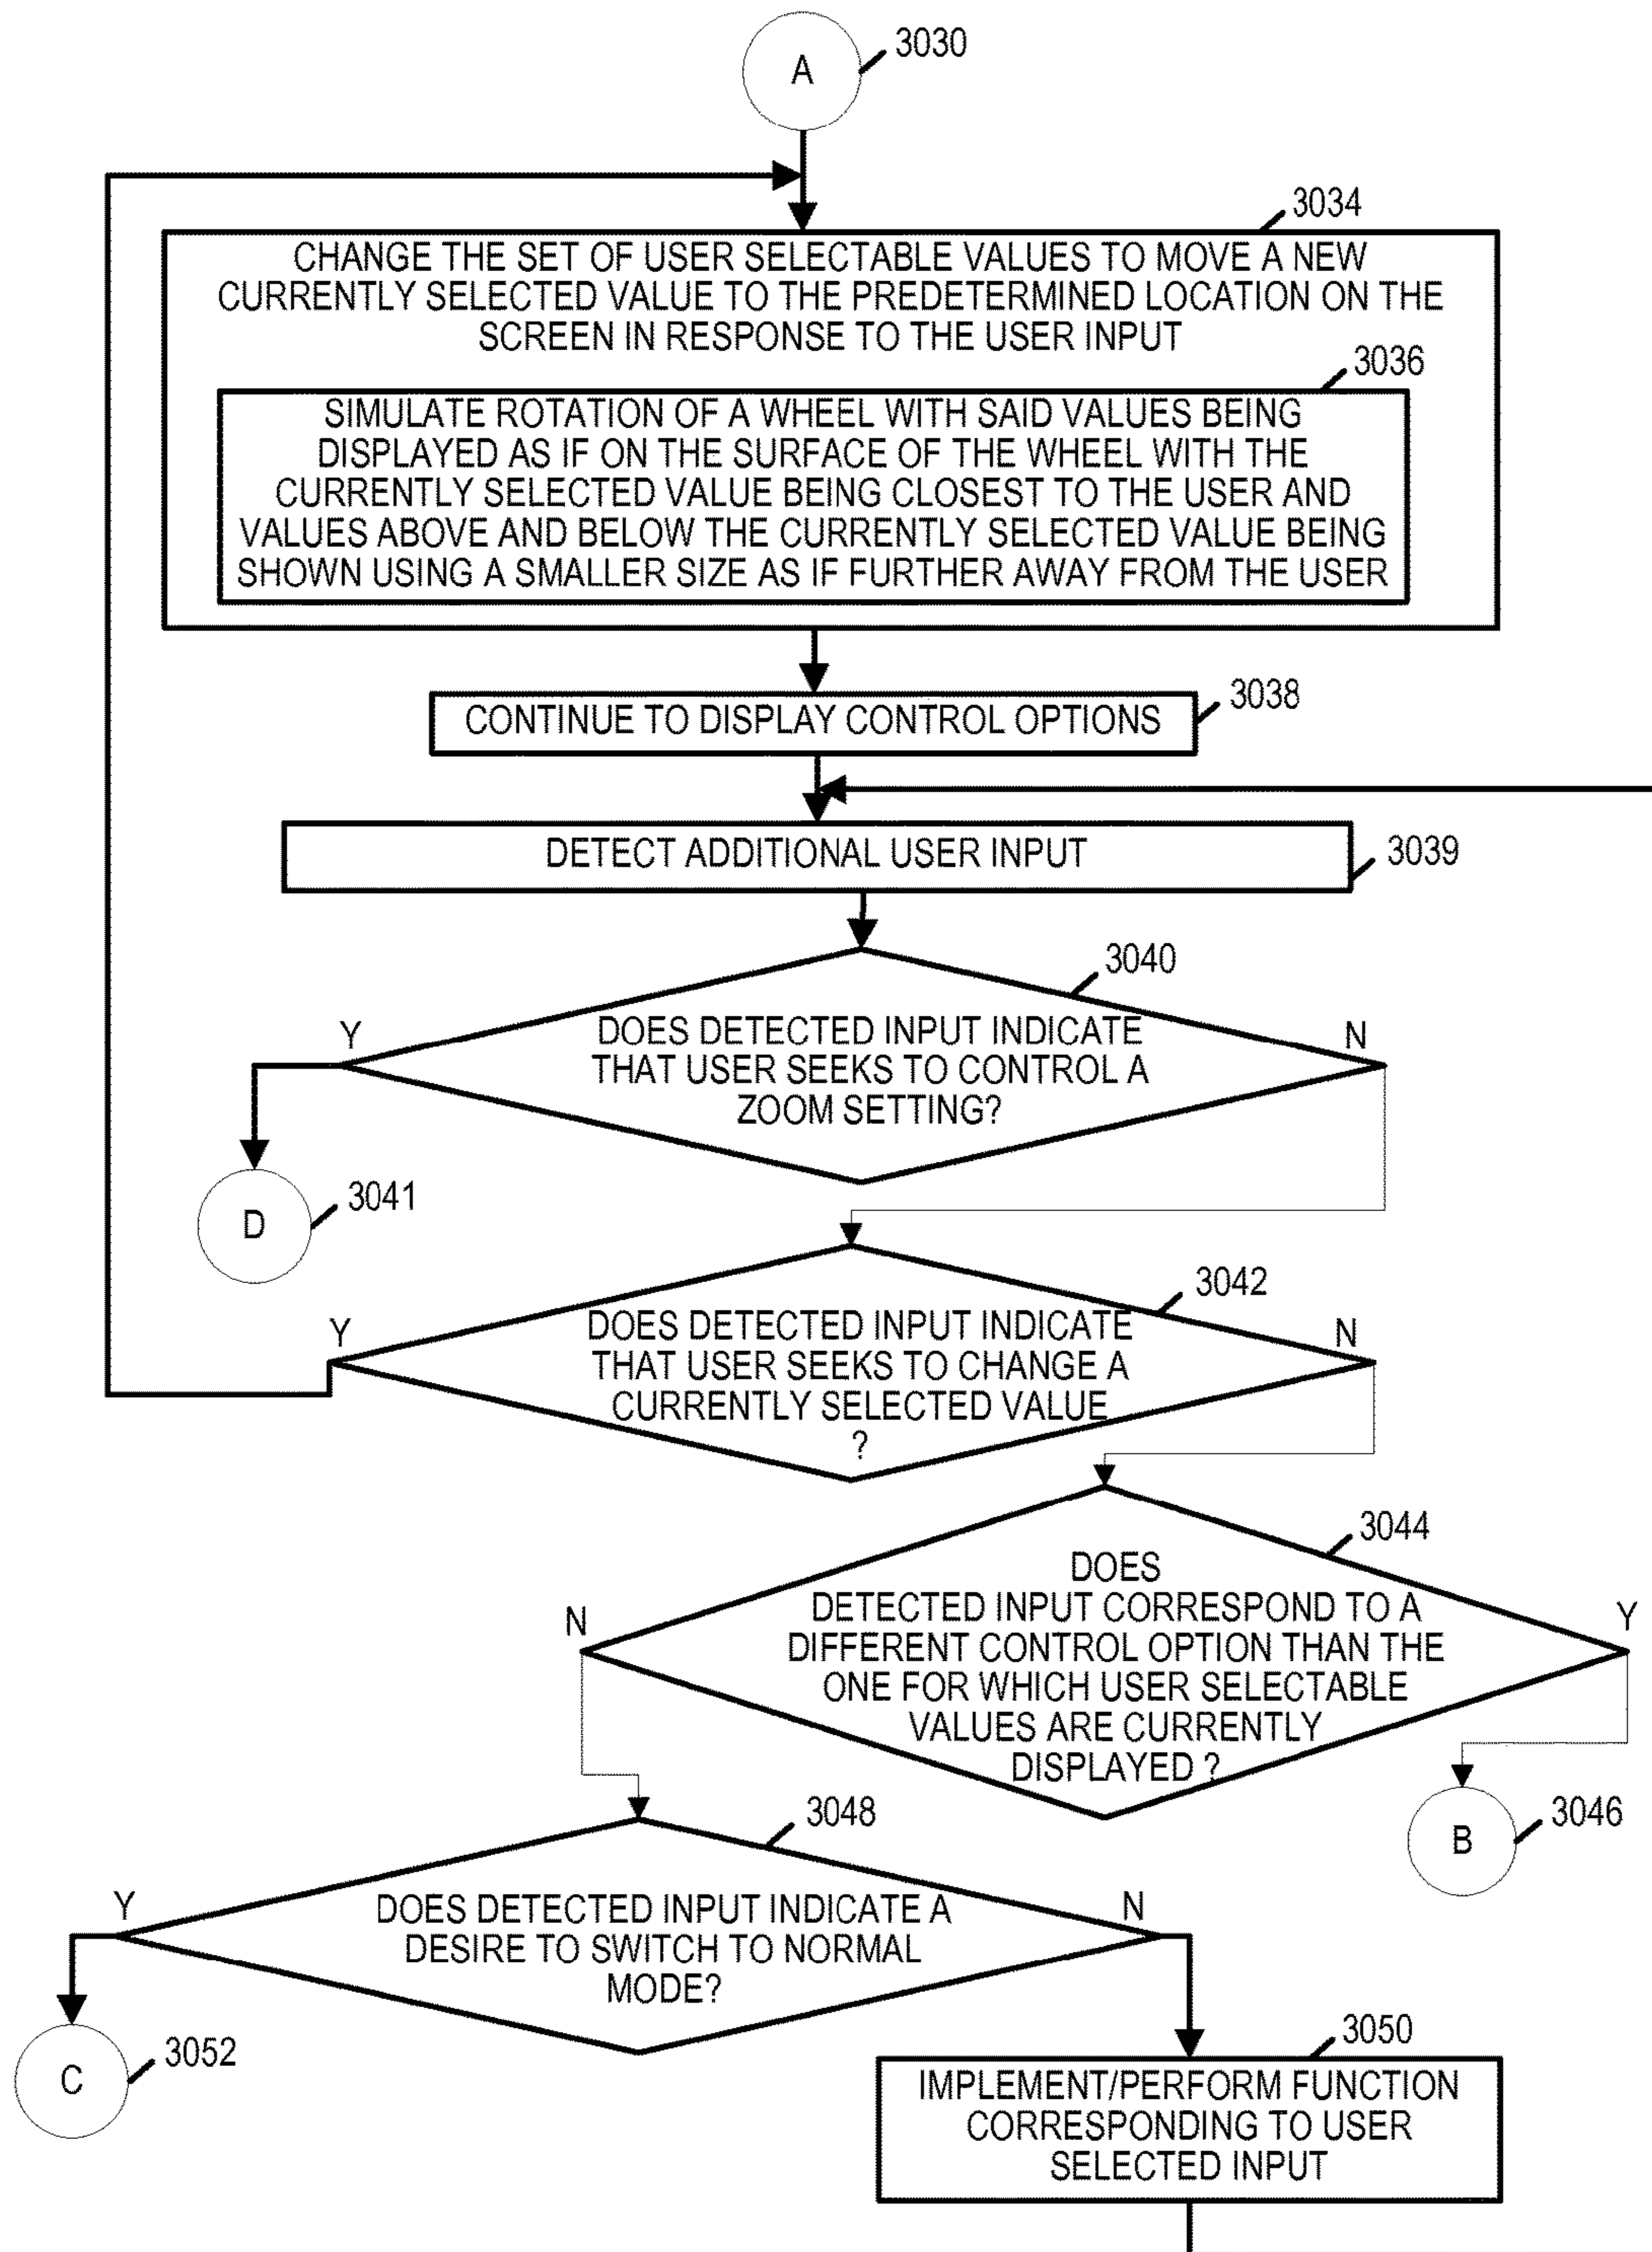 A
3030
3034
CHANGE THE SET OF USER SELECTABLE VALUES TO MOVE A NEW
CURRENTLY SELECTED VALUE TO THE PREDETERMINED LOCATION ON THE
SCREEN IN RESPONSE TO THE USER INPUT
3036
SIMULATE ROTATION OF A WHEEL WITH SAID VALUES BEING
DISPLAYED AS IF ON THE SURFACE OF THE WHEEL WITH THE
CURRENTLY SELECTED VALUE BEING CLOSEST TO THE USER AND
VALUES ABOVE AND BELOW THE CURRENTLY SELECTED VALUE BEING
SHOWN USING A SMALLER SIZE AS IF FURTHER AWAY FROM THE USER
CONTINUE TO DISPLAY CONTROL OPTIONS
3038
DETECT ADDITIONAL USER INPUT
3039
3040
Y
N
DOES DETECTED INPUT INDICATE
THAT USER SEEKS TO CONTROL A
ZOOM SETTING?
D
3041
3042
Y
N
DOES DETECTED INPUT INDICATE
THAT USER SEEKS TO CHANGE A
CURRENTLY SELECTED VALUE
?
3044
N
Y
DOES
DETECTED INPUT CORRESPOND TO A
DIFFERENT CONTROL OPTION THAN THE
ONE FOR WHICH USER SELECTABLE
VALUES ARE CURRENTLY
DISPLAYED ?
B
3046
3048
Y
N
DOES DETECTED INPUT INDICATE A
DESIRE TO SWITCH TO NORMAL
MODE?
C
3052
3050
IMPLEMENT/PERFORM FUNCTION
CORRESPONDING TO USER
SELECTED INPUT